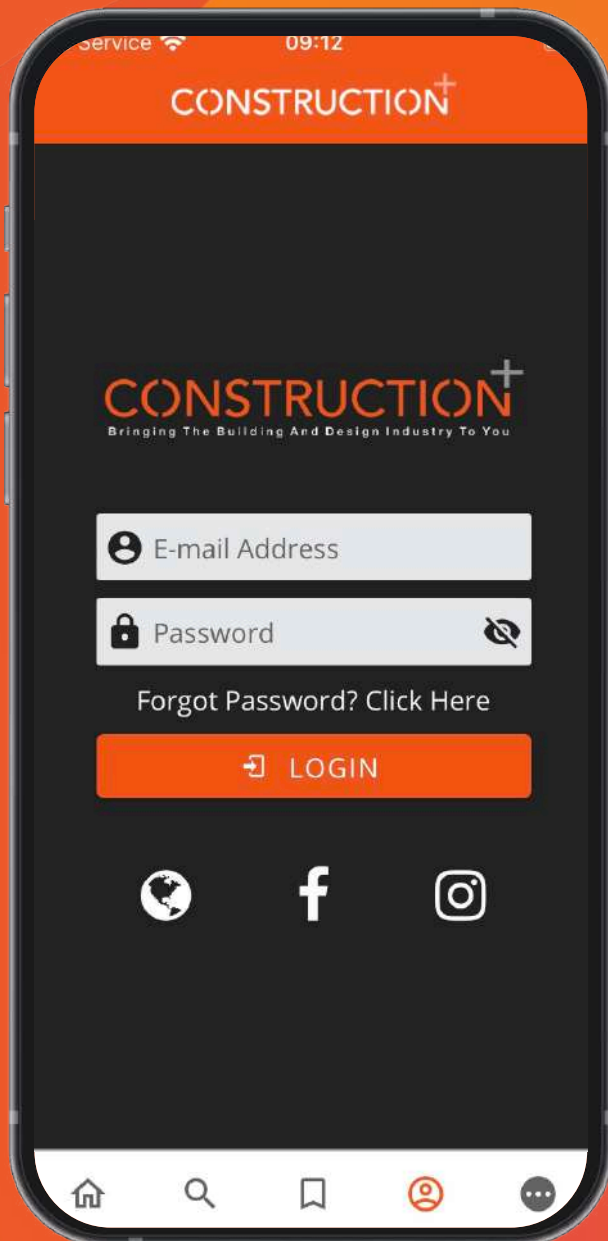 Service 09:12
CONSTRUCTION+
CONSTRUCTION+
Bringing The Building And Design Industry To You
E-mail Address
Password
Forgot Password? Click Here
LOGIN